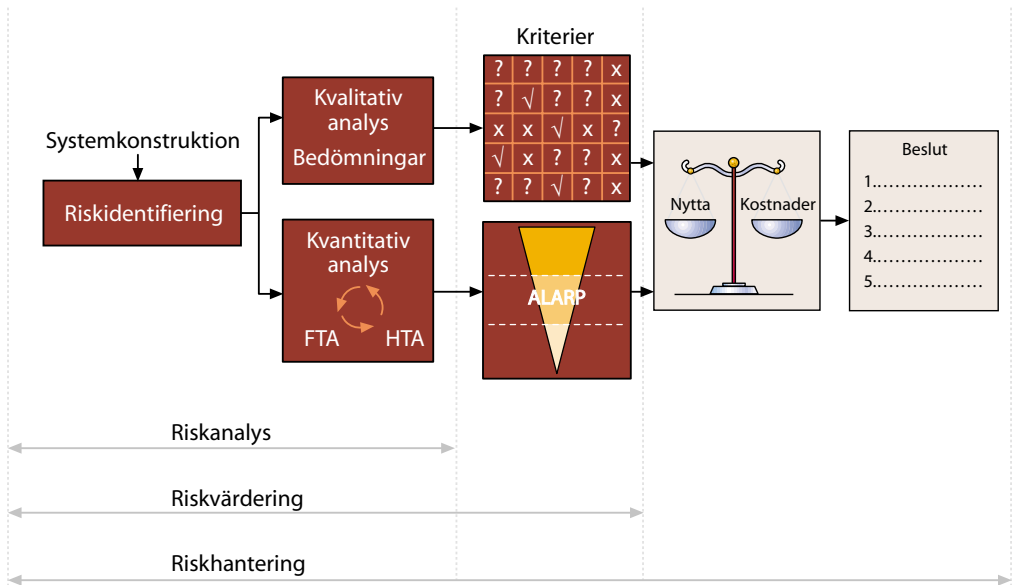 Kriterier
? ? ? ? x
? √ ? ? x
x x √ x ?
√ x ? ? x
? ? √ ? x
Systemkonstruktion
Riskidentifiering
Kvalitativ
analys
Bedömningar
Kvantitativ
analys
FTA HTA
ALARP
Nytta Kostnader
Beslut
1...................
2...................
3...................
4...................
5...................
Riskanalys
Riskvärdering
Riskhantering